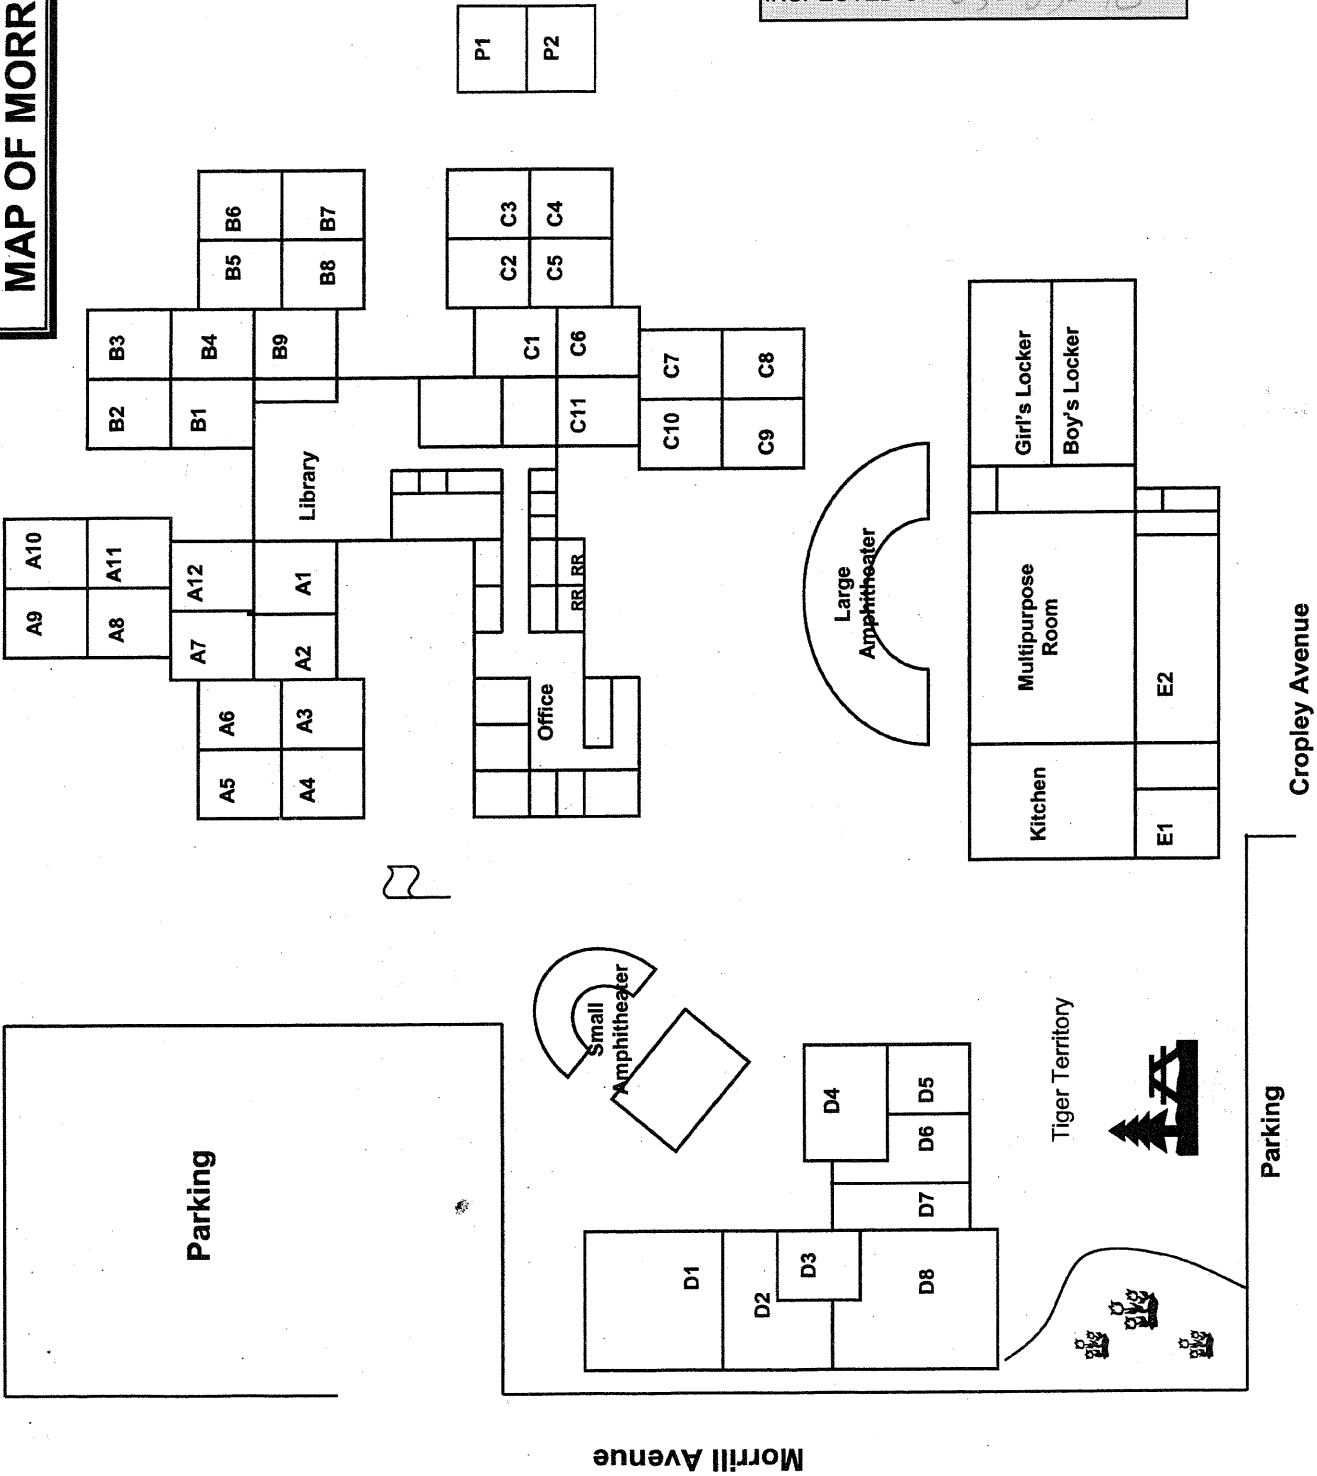 MAP OF MORR
P1
P2
B6
B7
B5
B8
C3
C4
C2
C5
B3
B4
B9
C1
C6
B2
B1
C11
C7
C8
C10
C9
Library
Girl's Locker
Boy's Locker
A10
A11
A12
A1
A9
A8
A7
A2
RR
RR
Large
Amphitheater
Multipurpose
Room
E2
A6
A3
A5
A4
Office
Kitchen
E1
Cropley Avenue
Small
Amphitheater
Tiger Territory
D4
D5
D6
D7
Parking
Parking
D1
D2
D3
D8
Morrill Avenue